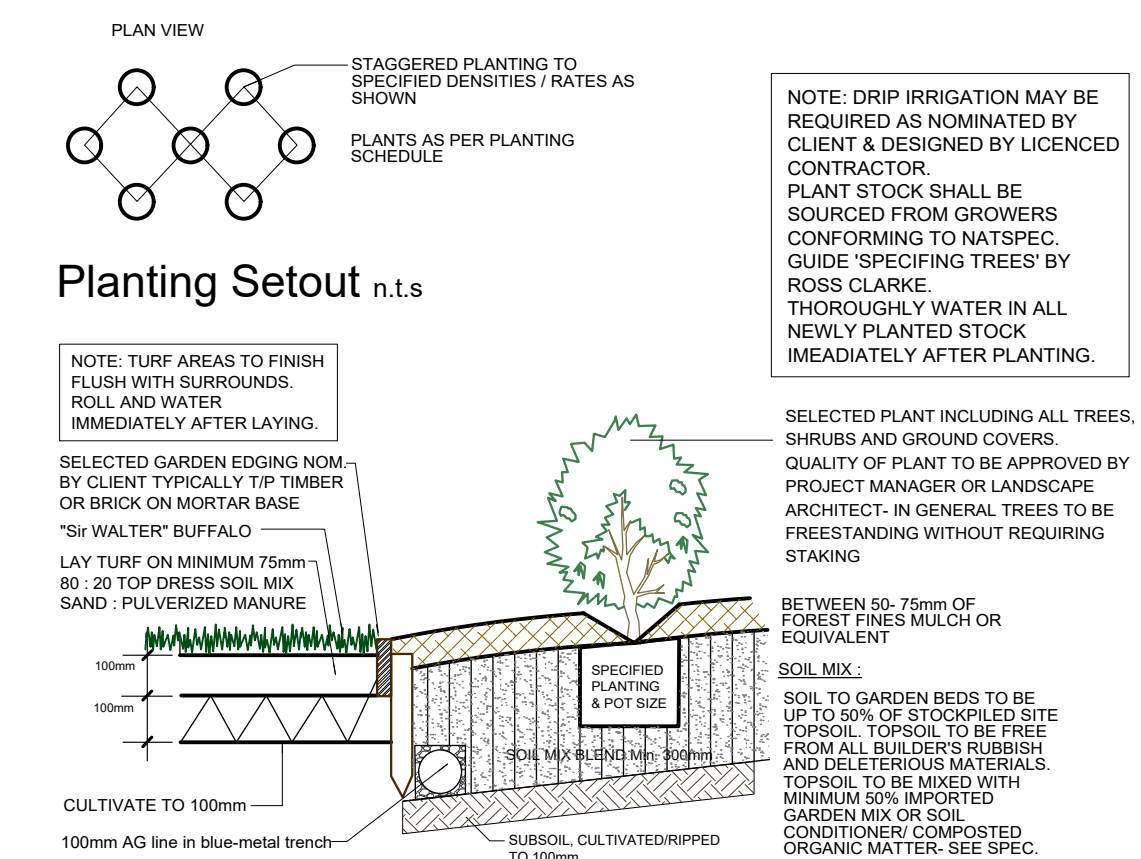 PLAN VIEW
STAGGERED PLANTING TO
SPECIFIED DENSITIES / RATES AS
SHOWN
PLANTS AS PER PLANTING
SCHEDULE
Planting Setout n.t.s
NOTE: DRIP IRRIGATION MAY BE
REQUIRED AS NOMINATED BY
CLIENT & DESIGNED BY LICENCED
CONTRACTOR.
PLANT STOCK SHALL BE
SOURCED FROM GROWERS
CONFORMING TO NATSPEC.
GUIDE 'SPECIFING TREES' BY
ROSS CLARKE.
THOROUGHLY WATER IN ALL
NEWLY PLANTED STOCK
IMEADIATELY AFTER PLANTING.
NOTE: TURF AREAS TO FINISH
FLUSH WITH SURROUNDS.
ROLL AND WATER
IMMEDIATELY AFTER LAYING.
SELECTED GARDEN EDGING NOM.
BY CLIENT TYPICALLY T/P TIMBER
OR BRICK ON MORTAR BASE
"Sir WALTER" BUFFALO
LAY TURF ON MINIMUM 75mm
80 : 20 TOP DRESS SOIL MIX
SAND : PULVERIZED MANURE
100mm
100mm
CULTIVATE TO 100mm
100mm AG line in blue-metal trench
SPECIFIED
PLANTING
& POT SIZE
SOIL MIX BLEND Min. 300mm
SUBSOIL, CULTIVATED/RIPPED
TO 100mm
SELECTED PLANT INCLUDING ALL TREES,
SHRUBS AND GROUND COVERS.
QUALITY OF PLANT TO BE APPROVED BY
PROJECT MANAGER OR LANDSCAPE
ARCHITECT- IN GENERAL TREES TO BE
FREESTANDING WITHOUT REQUIRING
STAKING
BETWEEN 50- 75mm OF
FOREST FINES MULCH OR
EQUIVALENT
SOIL MIX :
SOIL TO GARDEN BEDS TO BE
UP TO 50% OF STOCKPILED SITE
TOPSOIL. TOPSOIL TO BE FREE
FROM ALL BUILDER'S RUBBISH
AND DELETERIOUS MATERIALS.
TOPSOIL TO BE MIXED WITH
MINIMUM 50% IMPORTED
GARDEN MIX OR SOIL
CONDITIONER/ COMPOSTED
ORGANIC MATTER- SEE SPEC.